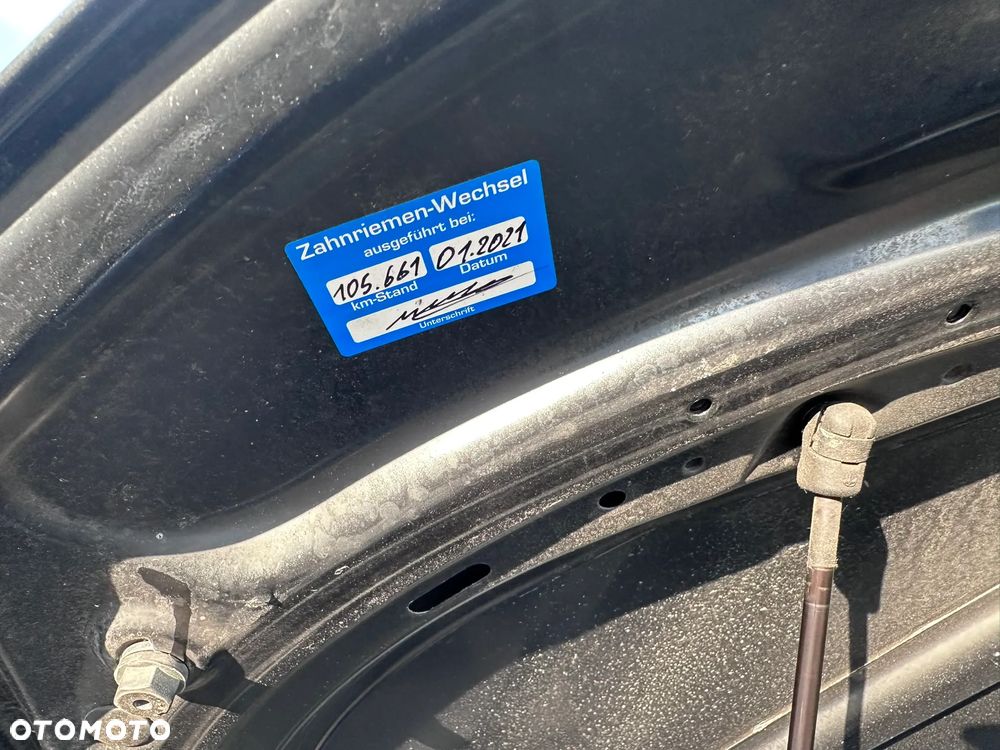 Zahnriemen-Wechsel
ausgeführt bei:
105.661 01.2021
km-Stand Datum
Unterschrift
OTOMOTO